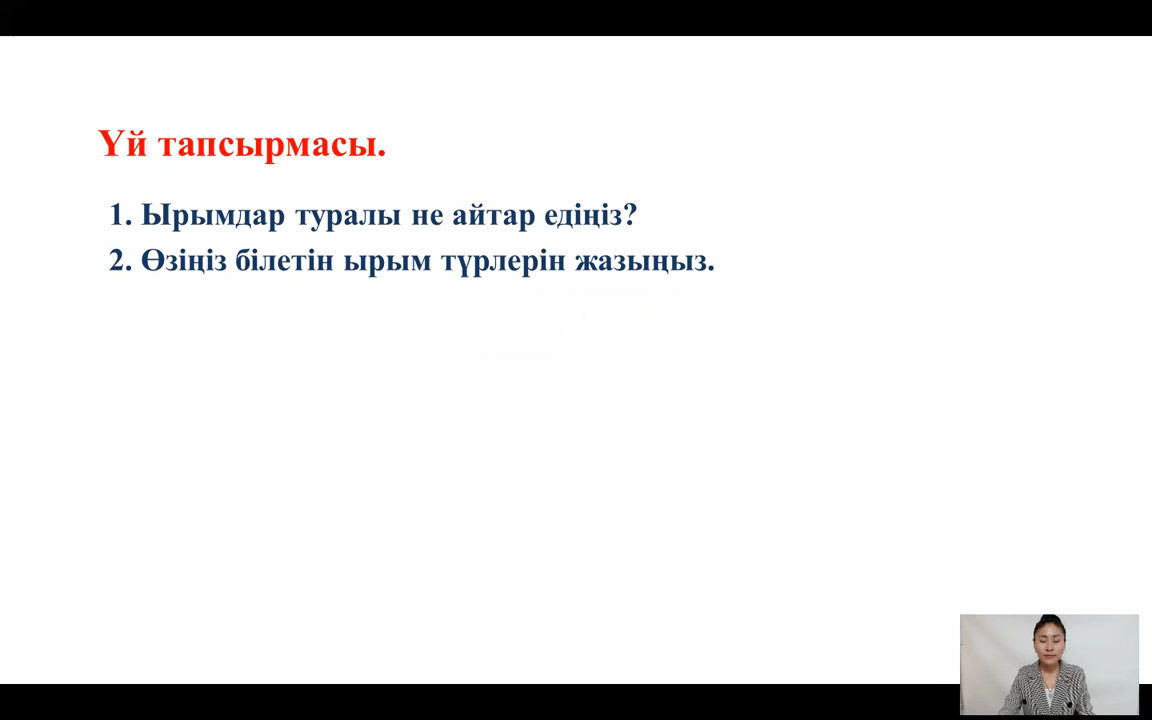 Үй тапсырмасы.
1. Ырымдар туралы не айтар едіңіз?
2. Өзіңіз білетін ырым түрлерін жазыңыз.